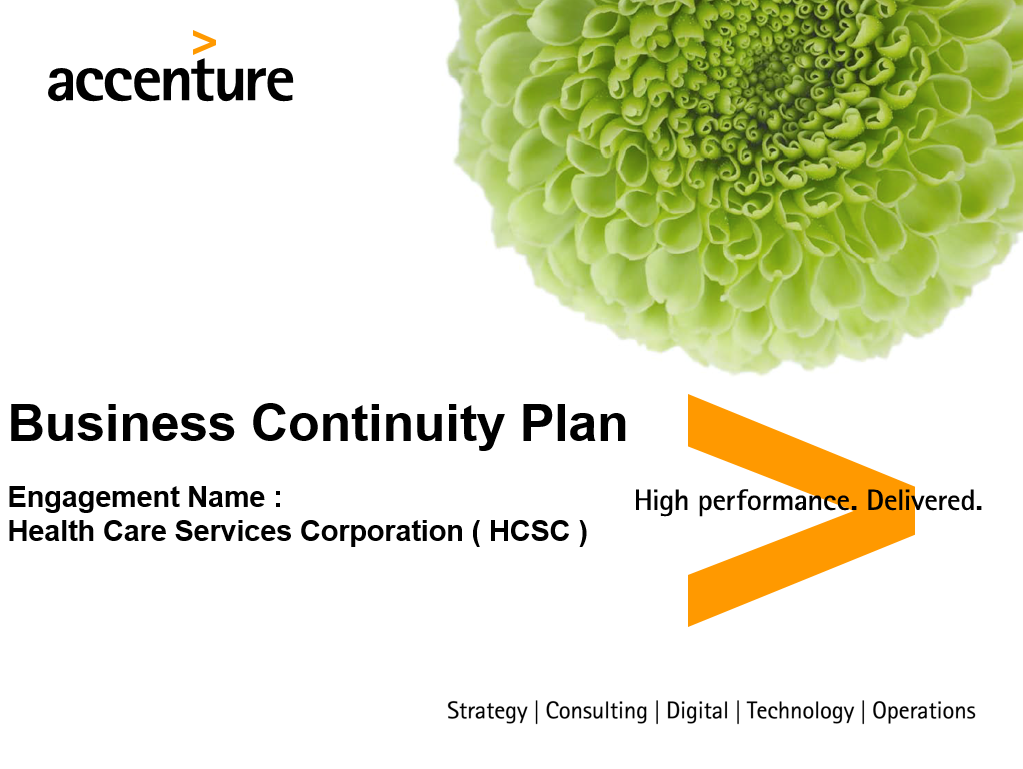 >
accenture
Business Continuity Plan
Engagement Name :
Health Care Services Corporation ( HCSC )
High performance. Delivered.
Strategy | Consulting | Digital | Technology | Operations